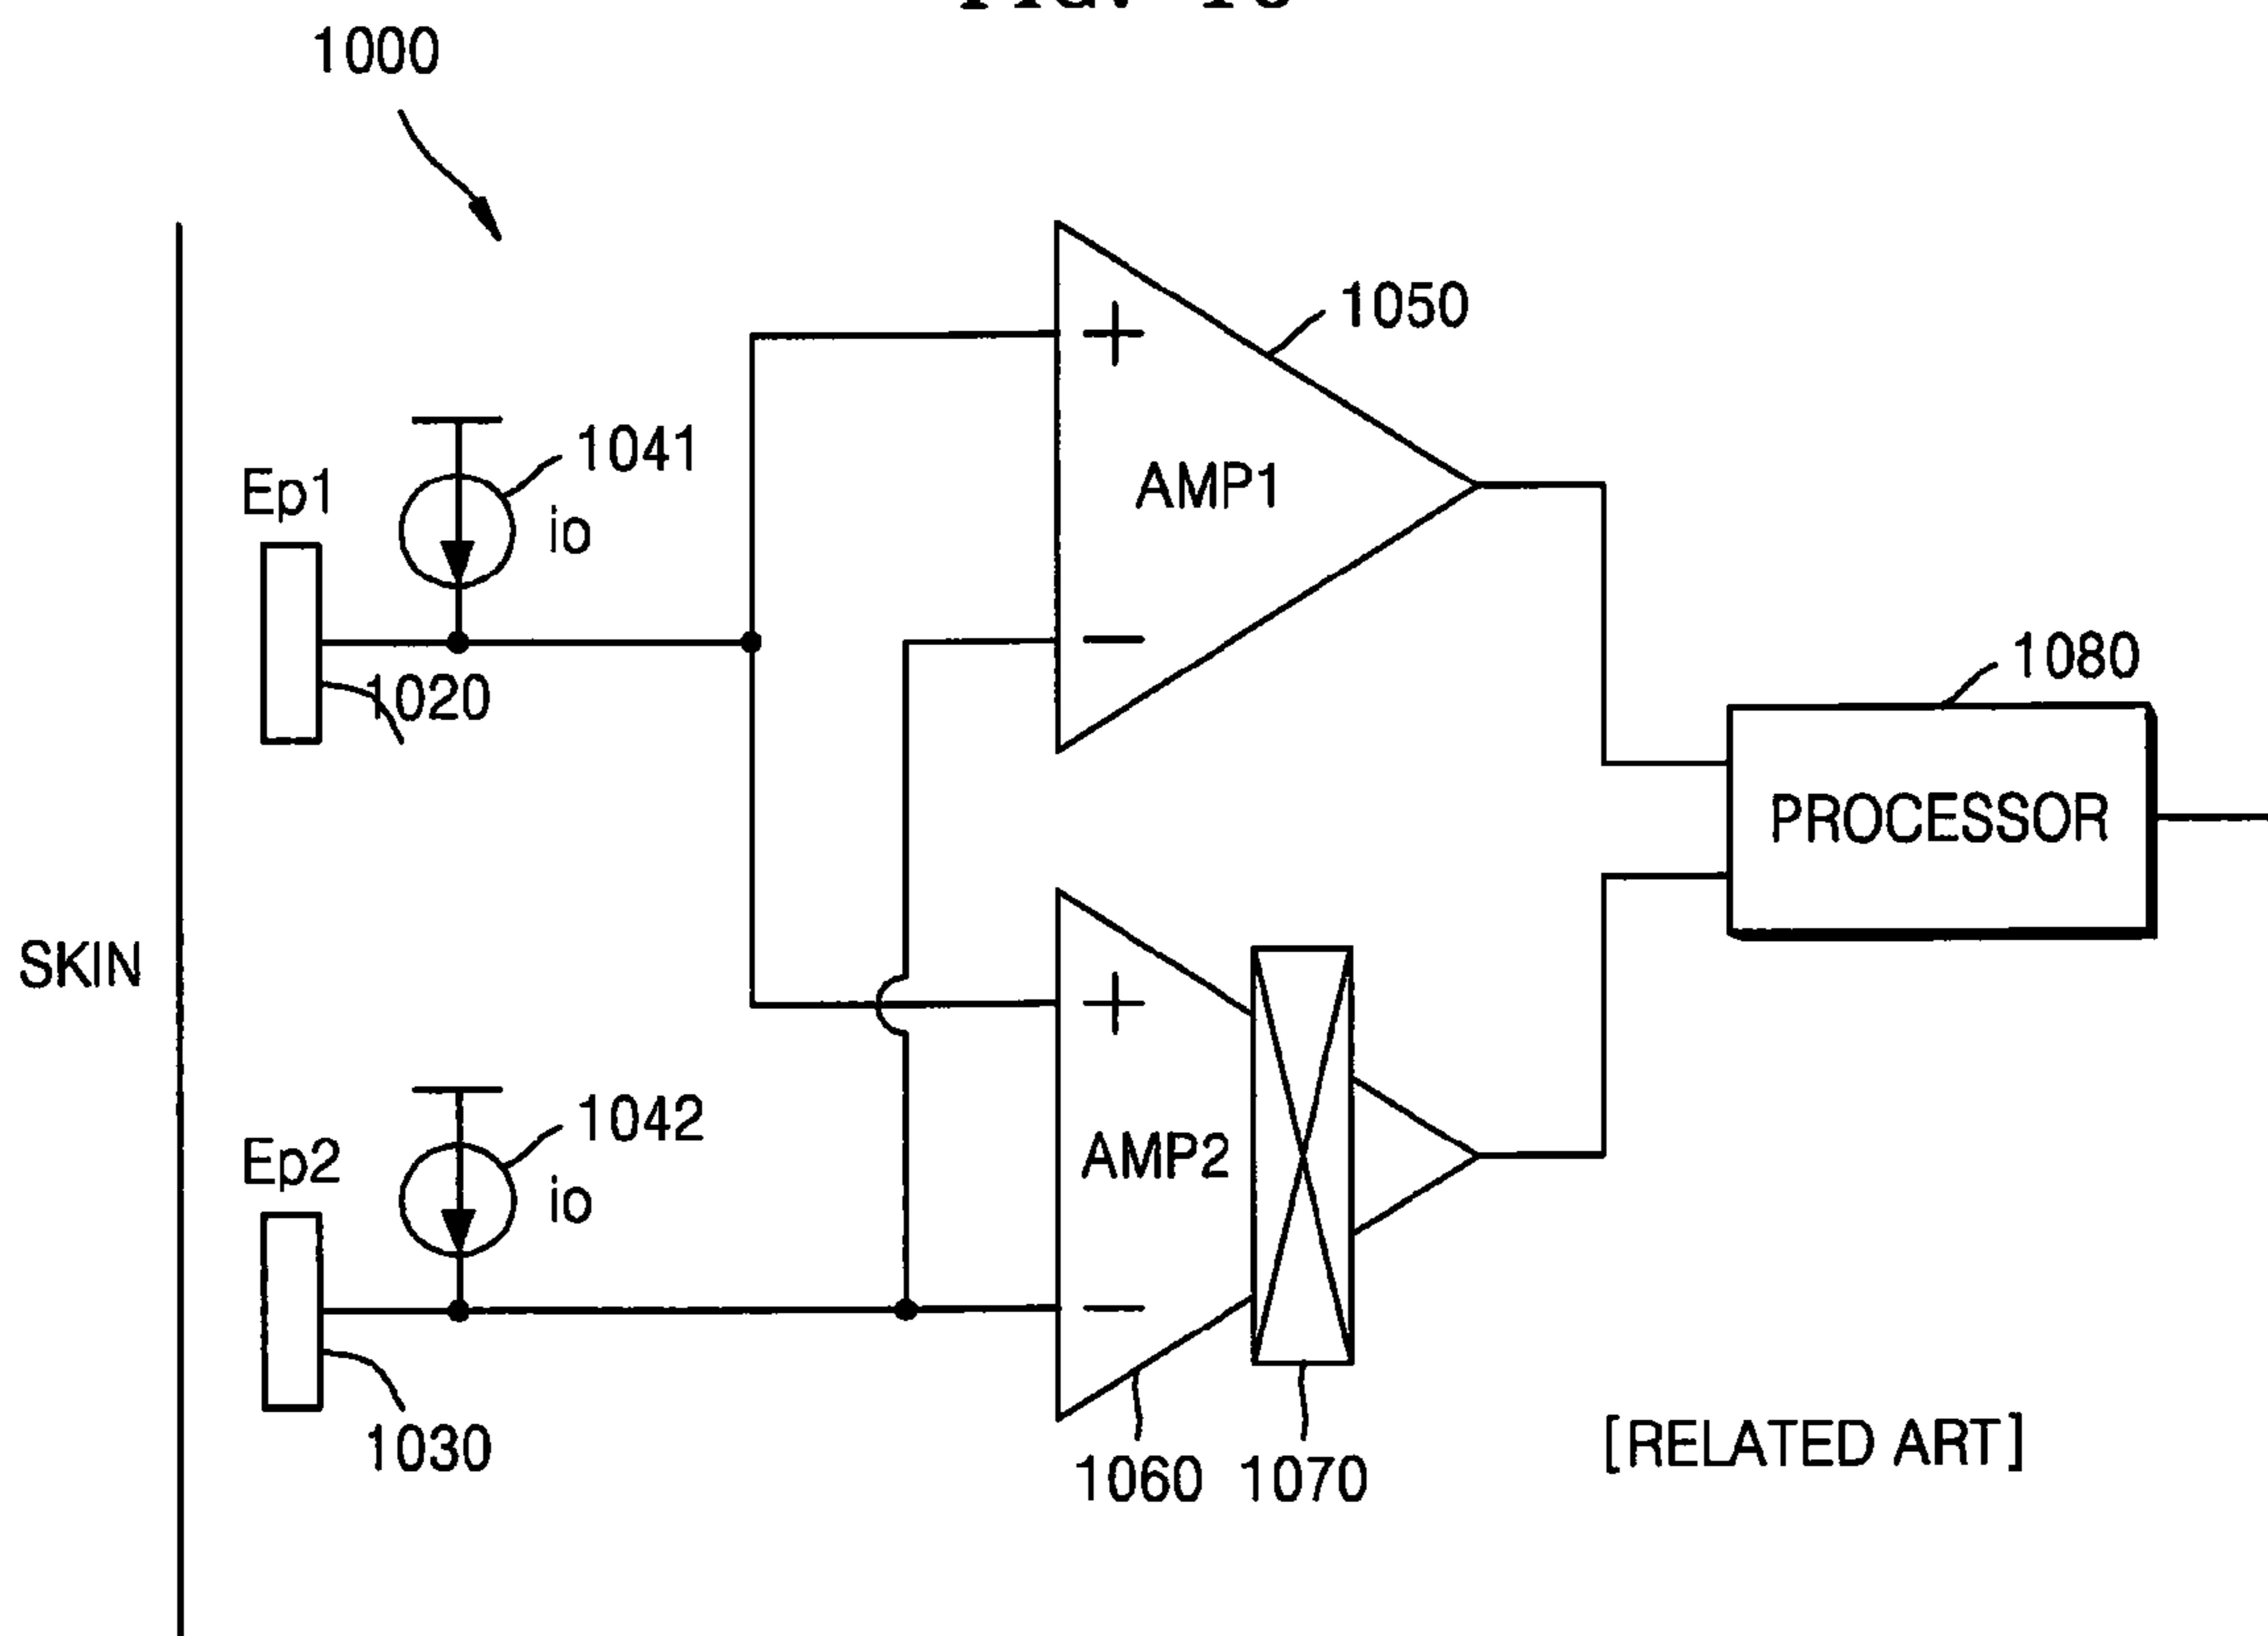 1000
1050
+
AMP1
−
1041
io
Ep1
1020
1080
PROCESSOR
SKIN
+
AMP2
−
1042
io
Ep2
1030
1060
1070
[RELATED ART]